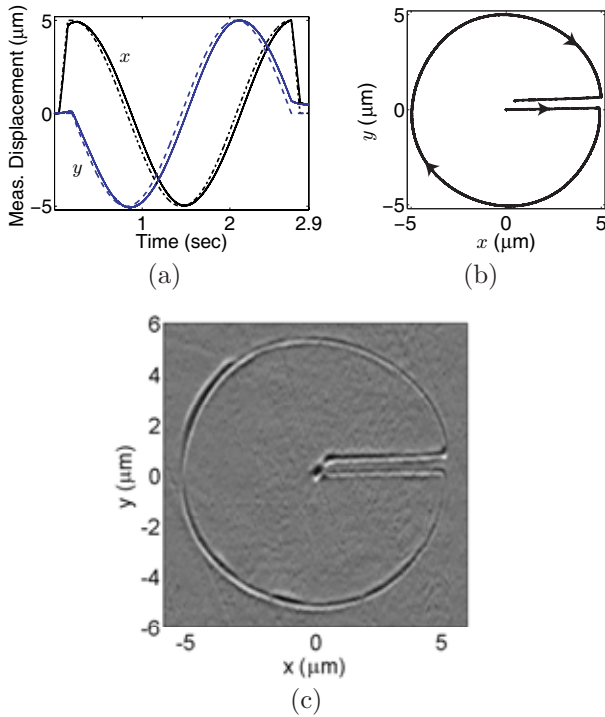 Meas. Displacement (μm)
5
0
−5
x
y
1
2
2.9
Time (sec)
(a)
y (μm)
5
0
−5
−5
0
5
x (μm)
(b)
y (μm)
6
4
2
0
-2
-4
-6
-5
0
5
x (μm)
(c)